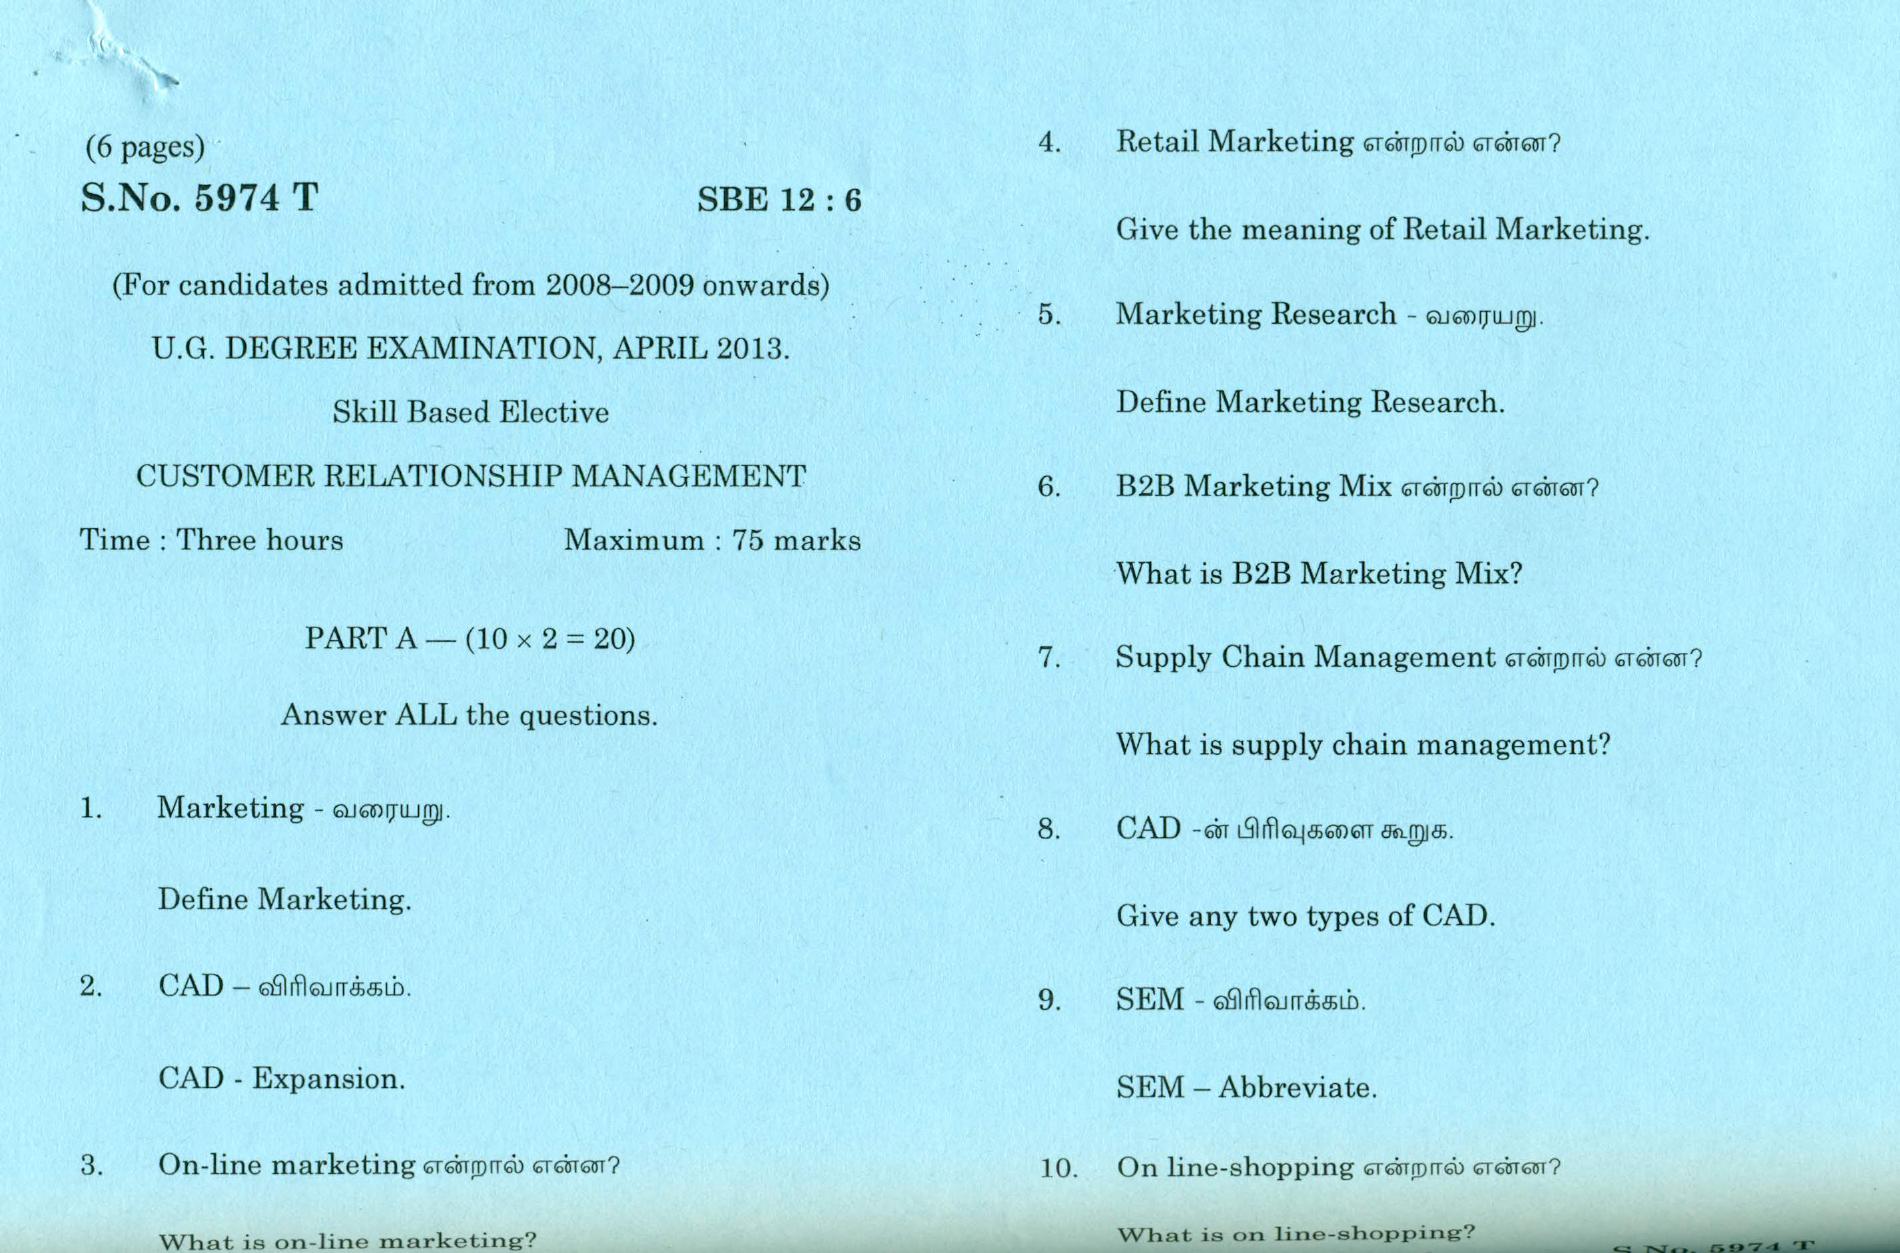 (6 pages)
S.No. 5974 T SBE 12 : 6
(For candidates admitted from 2008–2009 onwards)
U.G. DEGREE EXAMINATION, APRIL 2013.
Skill Based Elective
CUSTOMER RELATIONSHIP MANAGEMENT
Time : Three hours Maximum : 75 marks
PART A — (10 × 2 = 20)
Answer ALL the questions.
1. Marketing - வரையறு.
Define Marketing.
2. CAD – விரிவாக்கம்.
CAD - Expansion.
3. On-line marketing என்றால் என்ன?
What is on-line marketing?
4. Retail Marketing என்றால் என்ன?
Give the meaning of Retail Marketing.
5. Marketing Research - வரையறு.
Define Marketing Research.
6. B2B Marketing Mix என்றால் என்ன?
What is B2B Marketing Mix?
7. Supply Chain Management என்றால் என்ன?
What is supply chain management?
8. CAD -ன் பிரிவுகளை கூறுக.
Give any two types of CAD.
9. SEM - விரிவாக்கம்.
SEM – Abbreviate.
10. On line-shopping என்றால் என்ன?
What is on line-shopping?
S.No. 5974 T